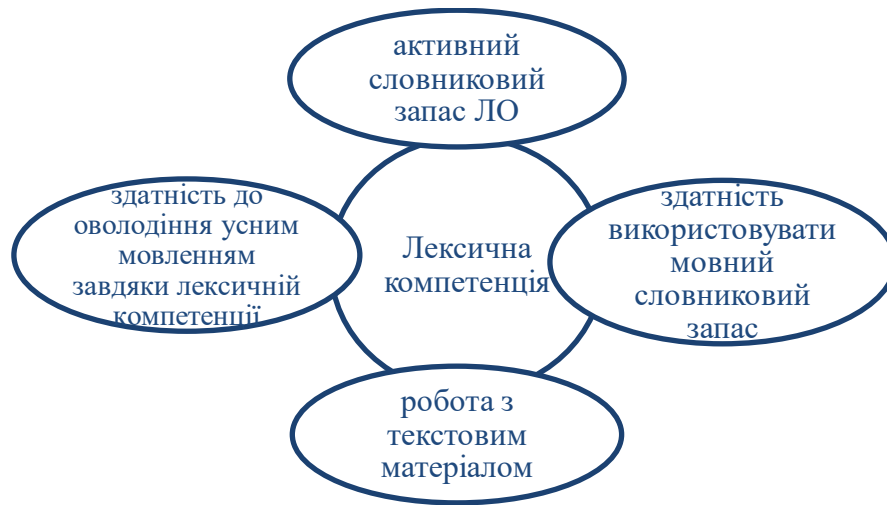 активний
словниковий
запас ЛО
здатність до
оволодіння усним
мовленням
завдяки лексичній
компетенції
Лексична
компетенція
здатність
використовувати
мовний
словниковий
запас
робота з
текстовим
матеріалом